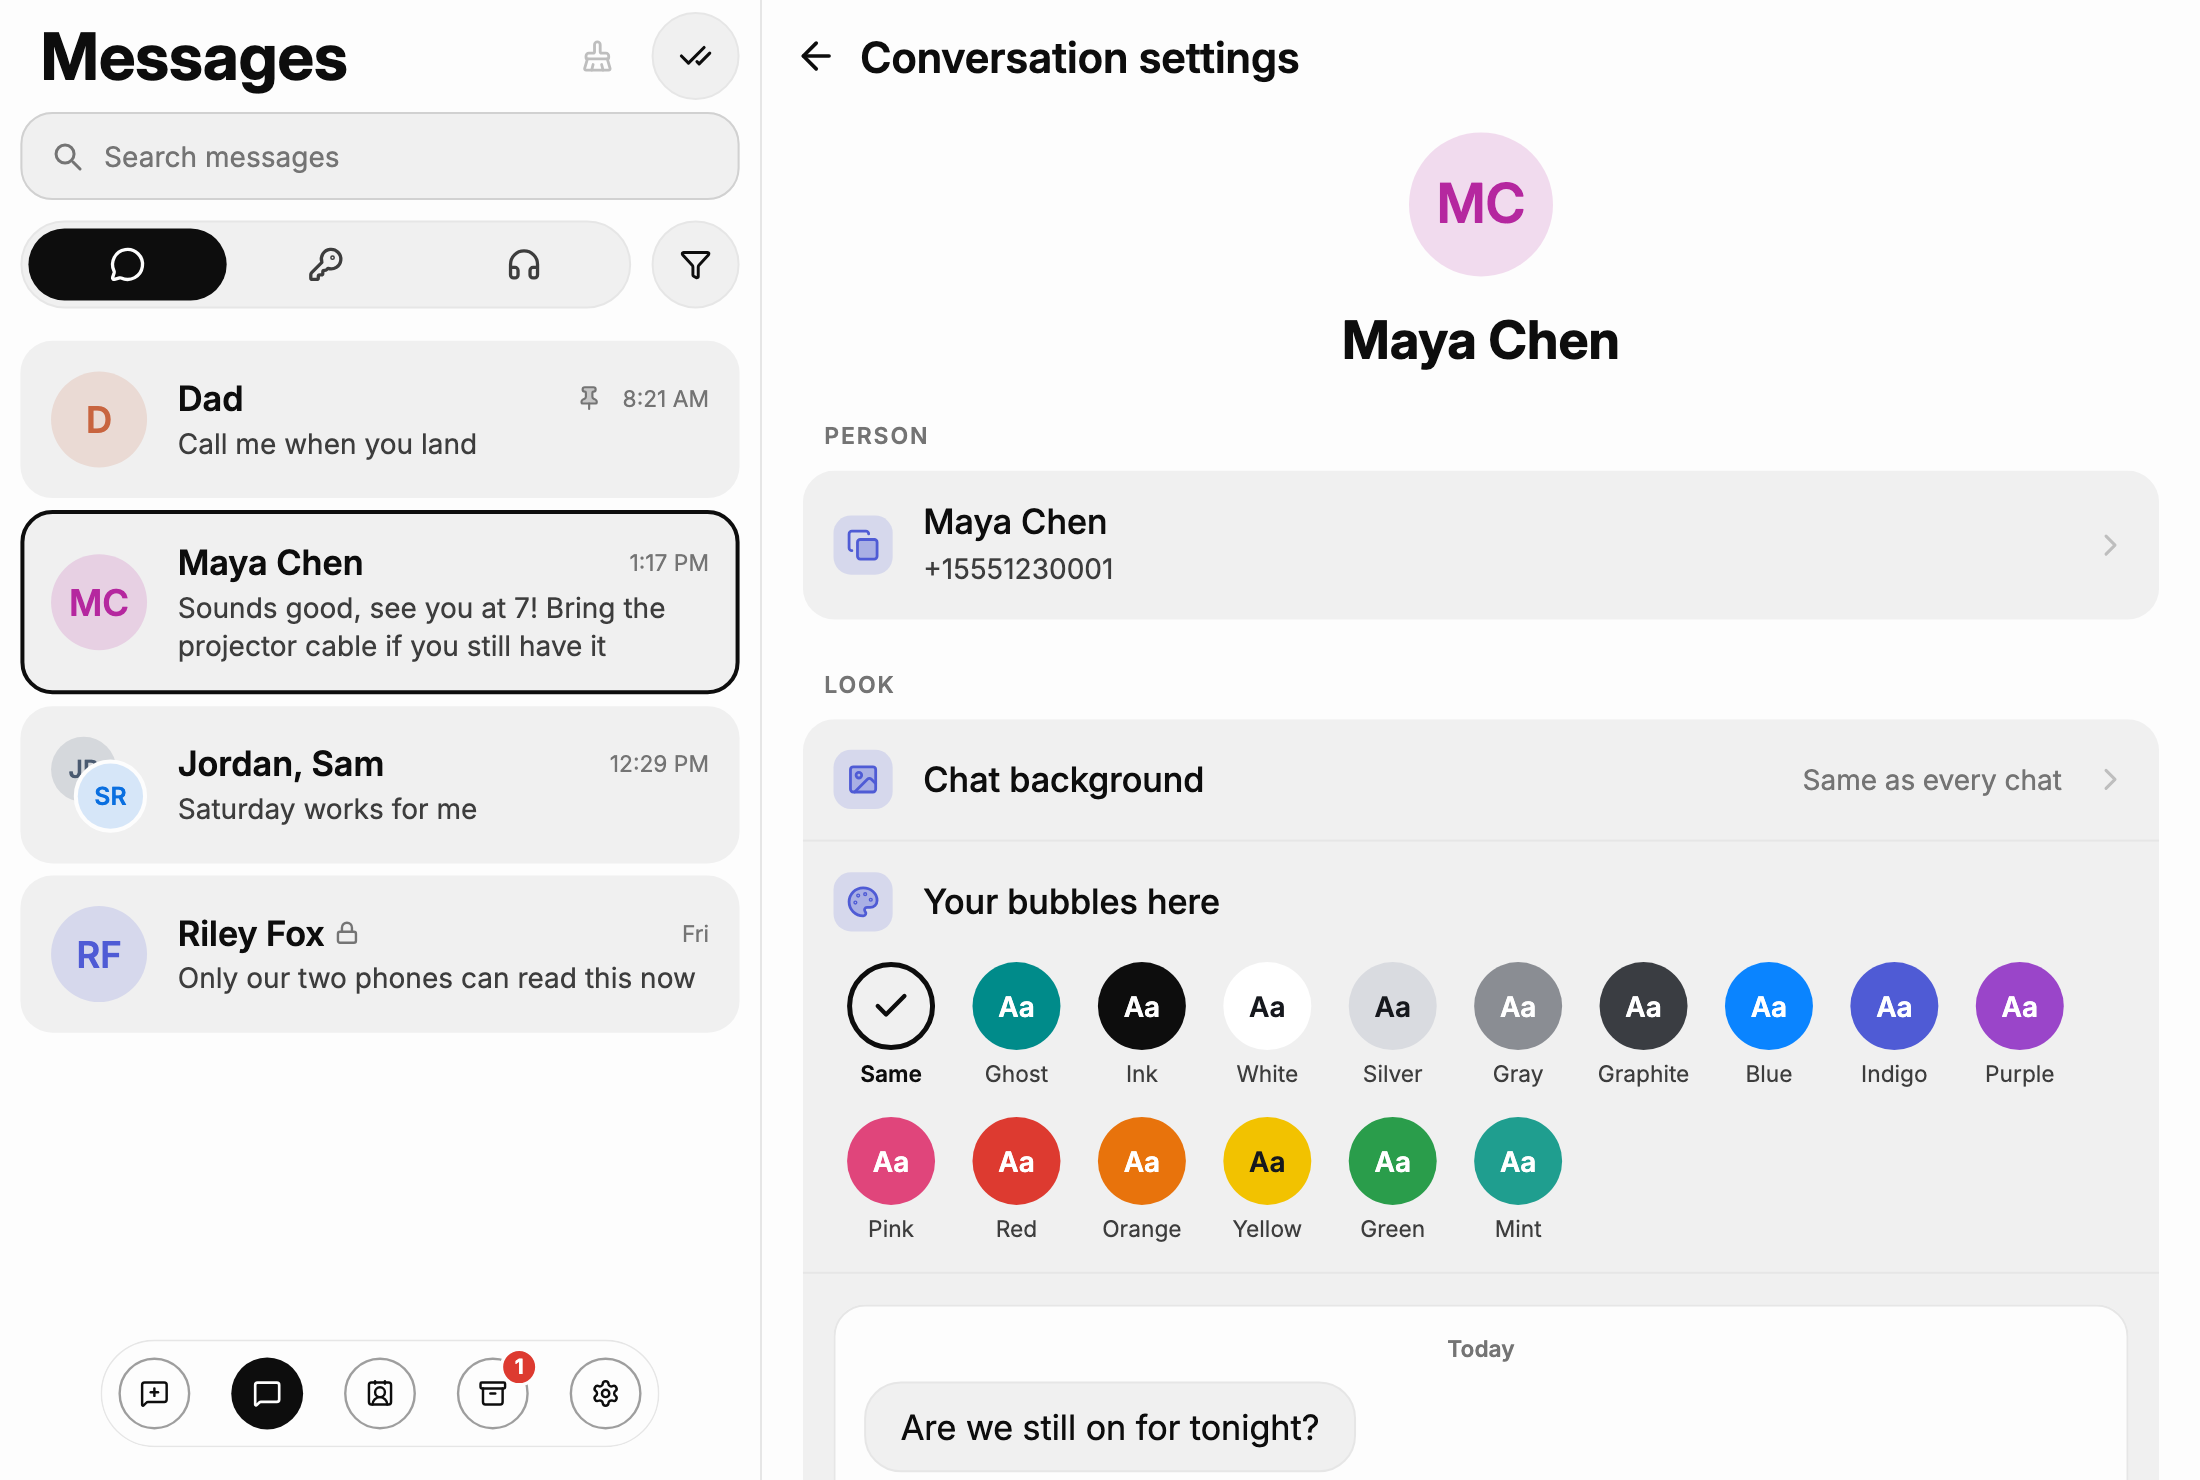 Messages
Search messages
D
Dad
8:21 AM
Call me when you land
MC
Maya Chen
1:17 PM
Sounds good, see you at 7! Bring the
projector cable if you still have it
SR
Jordan, Sam
12:29 PM
Saturday works for me
RF
Riley Fox
Fri
Only our two phones can read this now
1
Conversation settings
MC
Maya Chen
PERSON
Maya Chen
+15551230001
LOOK
Chat background
Same as every chat
Your bubbles here
Aa Aa Aa Aa Aa Aa Aa Aa Aa
Same Ghost Ink White Silver Gray Graphite Blue Indigo Purple
Aa Aa Aa Aa Aa Aa
Pink Red Orange Yellow Green Mint
Today
Are we still on for tonight?